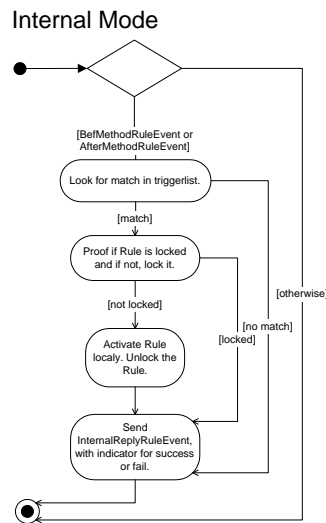 Internal Mode
[BefMethodRuleEvent or
AfterMethodRuleEvent]
Look for match in triggerlist.
[match]
Proof if Rule is locked
and if not, lock it.
[otherwise]
[not locked]
[no match]
[locked]
Activate Rule
localy. Unlock the
Rule.
Send
InternalReplyRuleEvent,
with indicator for success
or fail.